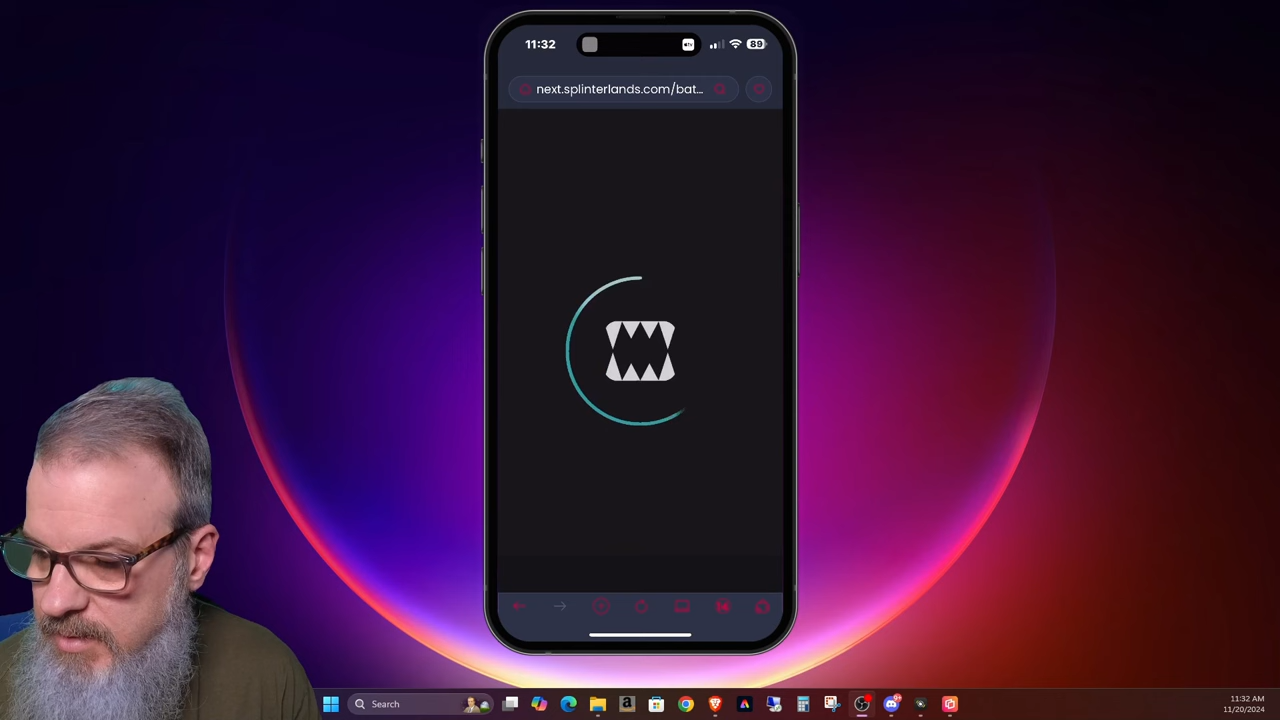 11:32
89
next.splinterlands.com/bat...
Search
11:32 AM
11/20/2024